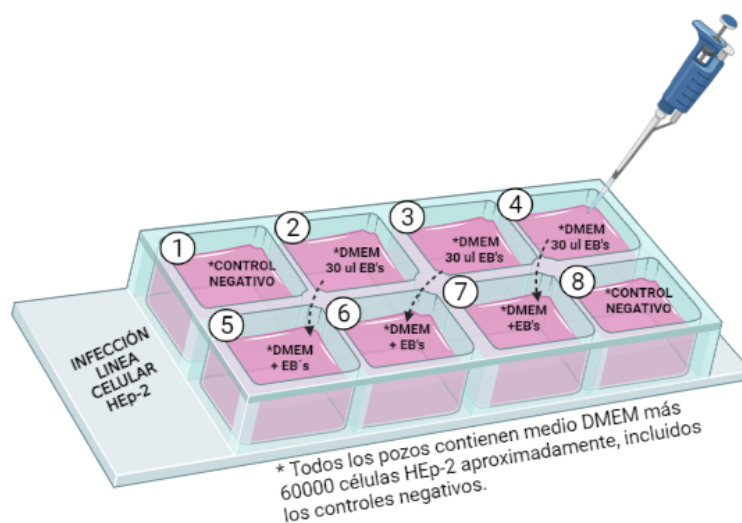 1
*CONTROL
NEGATIVO
2
*DMEM
30 ul EB's
3
*DMEM
30 ul EB's
4
*DMEM
30 ul EB's
5
*DMEM
+ EB´s
6
*DMEM
+ EB's
7
*DMEM
+EB's
8
*CONTROL
NEGATIVO
INFECCIÓN
LINEA
CELULAR
HEp-2
* Todos los pozos contienen medio DMEM más
60000 células HEp-2 aproximadamente, incluidos
los controles negativos.